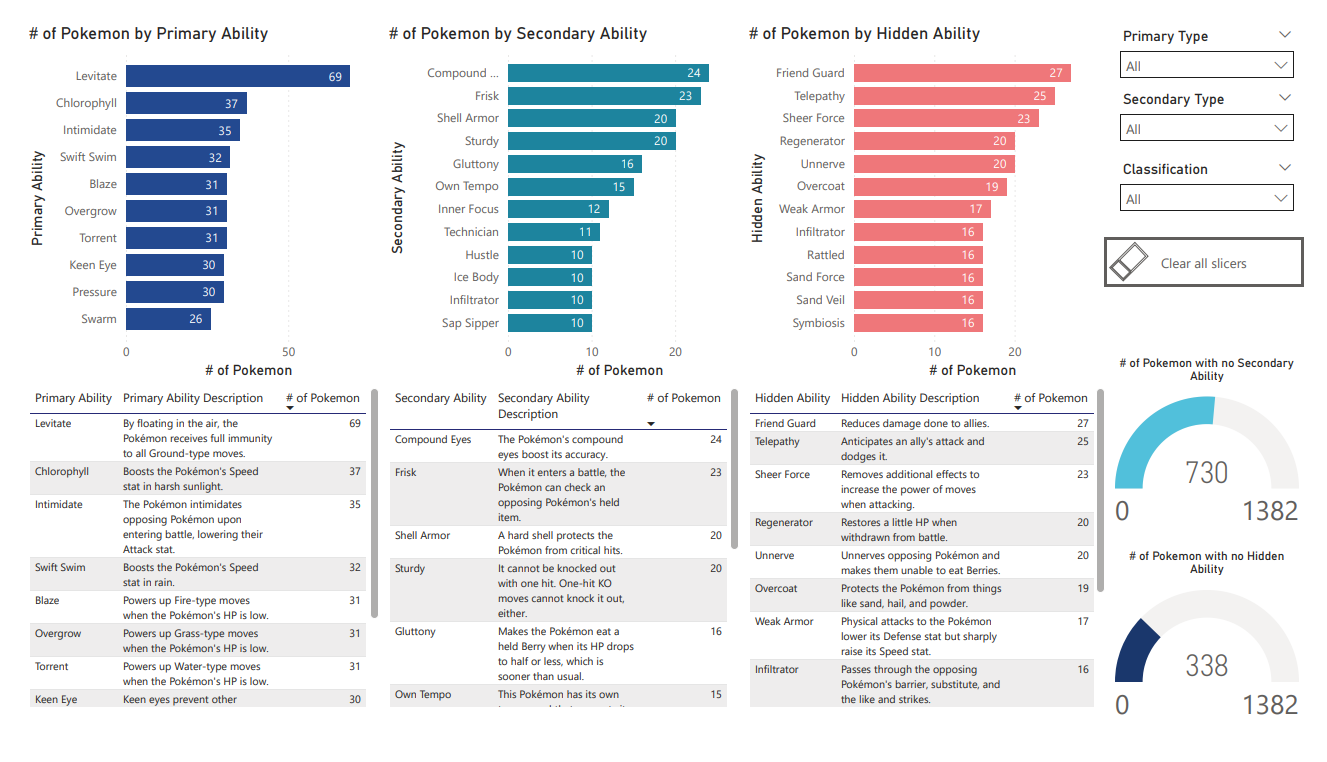 # of Pokemon by Primary Ability
Primary Ability
Levitate 69
Chlorophyll 37
Intimidate 35
Swift Swim 32
Blaze 31
Overgrow 31
Torrent 31
Keen Eye 30
Pressure 30
Swarm 26
0 50
# of Pokemon
# of Pokemon by Secondary Ability
Secondary Ability
Compound ... 24
Frisk 23
Shell Armor 20
Sturdy 20
Gluttony 16
Own Tempo 15
Inner Focus 12
Technician 11
Hustle 10
Ice Body 10
Infiltrator 10
Sap Sipper 10
0 10 20
# of Pokemon
# of Pokemon by Hidden Ability
Hidden Ability
Friend Guard 27
Telepathy 25
Sheer Force 23
Regenerator 20
Unnerve 20
Overcoat 19
Weak Armor 17
Infiltrator 16
Rattled 16
Sand Force 16
Sand Veil 16
Symbiosis 16
0 10 20
# of Pokemon
Primary Type
All
Secondary Type
All
Classification
All
Clear all slicers
Primary Ability Primary Ability Description # of Pokemon
Levitate By floating in the air, the 69
Pokémon receives full immunity
to all Ground-type moves.
Chlorophyll Boosts the Pokémon's Speed 37
stat in harsh sunlight.
Intimidate The Pokémon intimidates 35
opposing Pokémon upon
entering battle, lowering their
Attack stat.
Swift Swim Boosts the Pokémon's Speed 32
stat in rain.
Blaze Powers up Fire-type moves 31
when the Pokémon's HP is low.
Overgrow Powers up Grass-type moves 31
when the Pokémon's HP is low.
Torrent Powers up Water-type moves 31
when the Pokémon's HP is low.
Keen Eye Keen eyes prevent other 30
Secondary Ability Secondary Ability # of Pokemon
Description
Compound Eyes The Pokémon's compound 24
eyes boost its accuracy.
Frisk When it enters a battle, the 23
Pokémon can check an
opposing Pokémon's held
item.
Shell Armor A hard shell protects the 20
Pokémon from critical hits.
Sturdy It cannot be knocked out 20
with one hit. One-hit KO
moves cannot knock it out,
either.
Gluttony Makes the Pokémon eat a 16
held Berry when its HP drops
to half or less, which is
sooner than usual.
Own Tempo This Pokémon has its own 15
Hidden Ability Hidden Ability Description # of Pokemon
Friend Guard Reduces damage done to allies. 27
Telepathy Anticipates an ally's attack and 25
dodges it.
Sheer Force Removes additional effects to 23
increase the power of moves
when attacking.
Regenerator Restores a little HP when 20
withdrawn from battle.
Unnerve Unnerves opposing Pokémon and 20
makes them unable to eat Berries.
Overcoat Protects the Pokémon from things 19
like sand, hail, and powder.
Weak Armor Physical attacks to the Pokémon 17
lower its Defense stat but sharply
raise its Speed stat.
Infiltrator Passes through the opposing 16
Pokémon's barrier, substitute, and
the like and strikes.
# of Pokemon with no Secondary
Ability
730
0 1382
# of Pokemon with no Hidden
Ability
338
0 1382